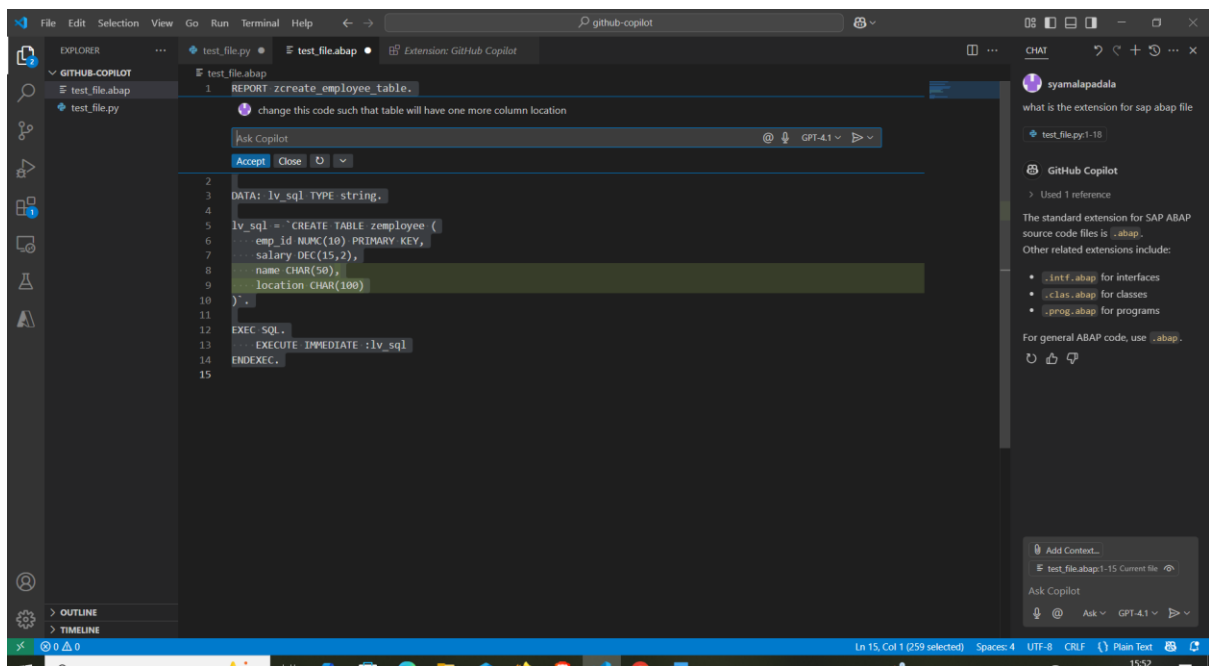 File Edit Selection View Go Run Terminal Help
github-copilot
EXPLORER
GITHUB-COPILOT
test_file.abap
test_file.py
OUTLINE
TIMELINE
test_file.py
test_file.abap
Extension: GitHub Copilot
test_file.abap
1 REPORT zcreate_employee_table.
change this code such that table will have one more column location
Ask Copilot
GPT-4.1
Accept Close
2
3 DATA: lv_sql TYPE string.
4
5 lv_sql = `CREATE TABLE zemployee (
6 ····emp_id NUMC(10) PRIMARY KEY,
7 ····salary DEC(15,2),
8 ····name CHAR(50),
9 ····location CHAR(100)
10 )`.
11
12 EXEC SQL.
13 ····EXECUTE IMMEDIATE :lv_sql
14 ENDEXEC.
15
CHAT
syamalapadala
what is the extension for sap abap file
test_file.py:1-18
GitHub Copilot
Used 1 reference
The standard extension for SAP ABAP
source code files is .abap.
Other related extensions include:
• .intf.abap for interfaces
• .clas.abap for classes
• .prog.abap for programs
For general ABAP code, use .abap.
Add Context...
test_file.abap:1-15 Current file
Ask Copilot
Ask GPT-4.1
2
1
0 0
Ln 15, Col 1 (259 selected) Spaces: 4 UTF-8 CRLF {} Plain Text
15:52